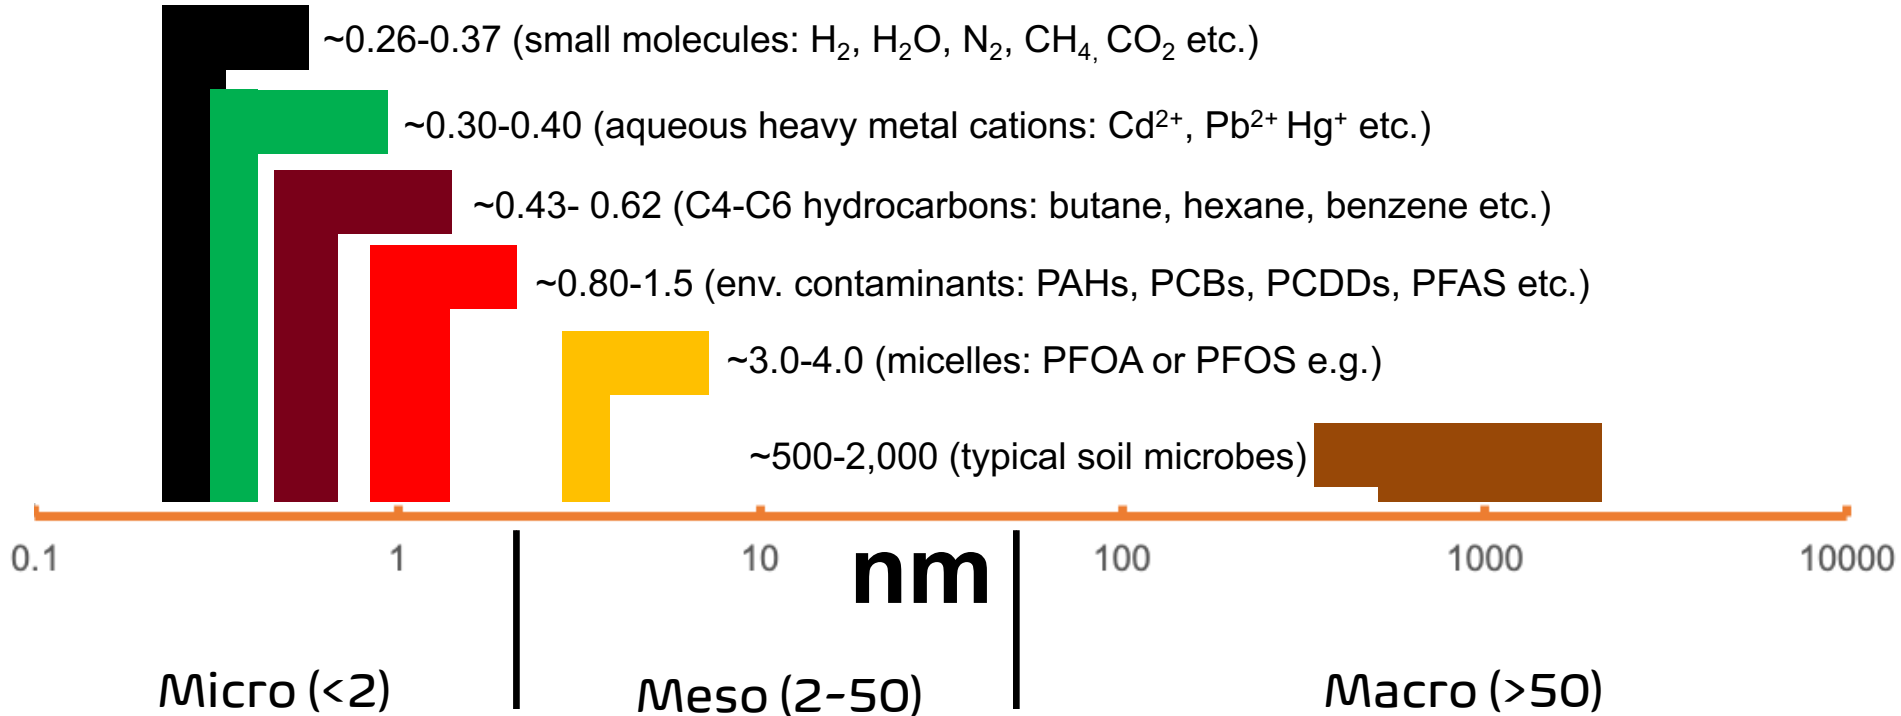 ~0.26-0.37 (small molecules: H₂, H₂O, N₂, CH₄, CO₂ etc.)
~0.30-0.40 (aqueous heavy metal cations: Cd²⁺, Pb²⁺ Hg⁺ etc.)
~0.43- 0.62 (C4-C6 hydrocarbons: butane, hexane, benzene etc.)
~0.80-1.5 (env. contaminants: PAHs, PCBs, PCDDs, PFAS etc.)
~3.0-4.0 (micelles: PFOA or PFOS e.g.)
~500-2,000 (typical soil microbes)
0.1 1 10 100 1000 10000
nm
Micro (<2) Meso (2-50) Macro (>50)